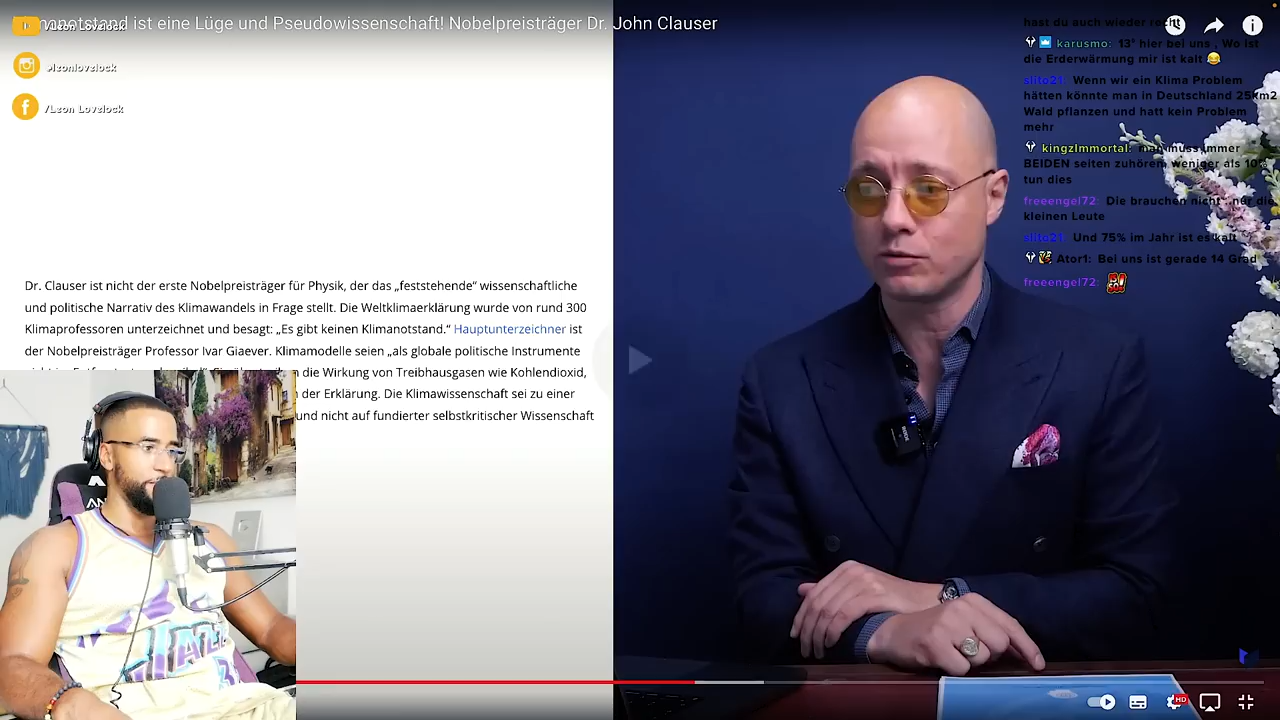 notstand ist eine Lüge und Pseudowissenschaft! Nobelpreisträger Dr. John Clauser
/Leon Lovelock
leonlovelock
/Leon Lovelock
Dr. Clauser ist nicht der erste Nobelpreisträger für Physik, der das „feststehende“ wissenschaftliche
und politische Narrativ des Klimawandels in Frage stellt. Die Weltklimaerklärung wurde von rund 300
Klimaprofessoren unterzeichnet und besagt: „Es gibt keinen Klimanotstand.“ Hauptunterzeichner ist
der Nobelpreisträger Professor Ivar Giaever. Klimamodelle seien „als globale politische Instrumente
die Wirkung von Treibhausgasen wie Kohlendioxid,
der Erklärung. Die Klimawissenschaft sei zu einer
und nicht auf fundierter selbstkritischer Wissenschaft
hast du auch wieder recht
karusmo: 13° hier bei uns , Wo ist
die Erderwärmung mir ist kalt
slito21: Wenn wir ein Klima Problem
hätten könnte man in Deutschland 25km2
Wald pflanzen und hatt kein Problem
mehr
kingzImmortal: man muss immer
BEIDEN seiten zuhören weniger als 10%
tun dies
freeengel72: Die brauchen nicht nur die
kleinen Leute
slito21: Und 75% im Jahr ist es kalt
Ator1: Bei uns ist gerade 14 Grad
freeengel72:
HD